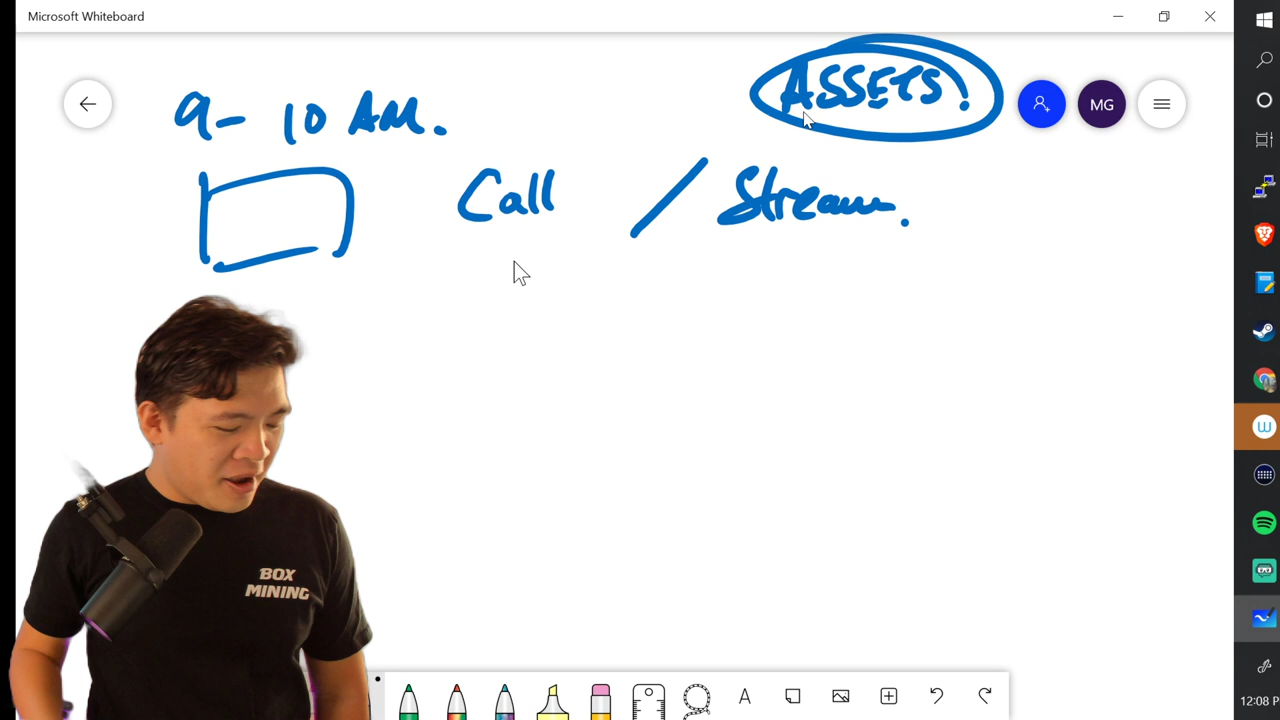 Microsoft Whiteboard
ASSETS!
MG
9- 10 AM.
Call / Stream.
BOX
MINING
A
W
12:08 P